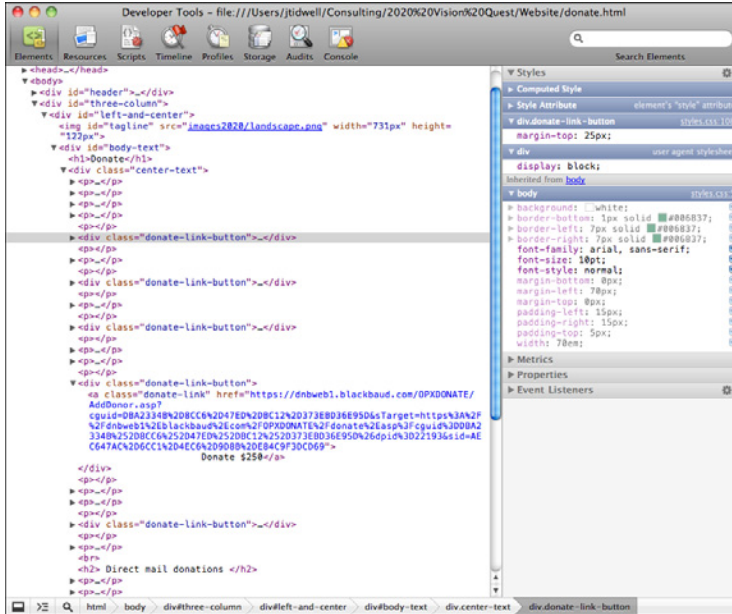 Developer Tools – file:///Users/jtidwell/Consulting/2020%20Vision%20Quest/Website/donate.html
Elements Resources Scripts Timeline Profiles Storage Audits Console
Search Elements
▶ <head>…</head>
▼ <body>
▶ <div id="header">…</div>
▼ <div id="three-column">
▼ <div id="left-and-center">
<img id="tagline" src="images2020/landscape.png" width="731px" height=
"122px">
▼ <div id="body-text">
<h1>Donate</h1>
▼ <div class="center-text">
▶ <p>…</p>
▶ <p>…</p>
▶ <p>…</p>
▶ <p>…</p>
<p></p>
▶ <div class="donate-link-button">…</div>
<p></p>
▶ <p>…</p>
<p></p>
▶ <div class="donate-link-button">…</div>
<p></p>
▶ <p>…</p>
<p></p>
▶ <div class="donate-link-button">…</div>
<p></p>
▶ <p>…</p>
▶ <p>…</p>
<p></p>
▼ <div class="donate-link-button">
<a class="donate-link" href="https://dnbweb1.blackbaud.com/OPXDONATE/
AddDonor.asp?
Donate $250</a>
</div>
<p></p>
▶ <p>…</p>
▶ <p>…</p>
<p></p>
▶ <div class="donate-link-button">…</div>
<p></p>
▶ <p>…</p>
<br>
<h2> Direct mail donations </h2>
▶ <p>…</p>
▶ <p>…</p>
▼ Styles
▶ Computed Style
▶ Style Attribute element's "style" attribut
▼ div.donate-link-button styles.css:10
margin-top: 25px;
▼ div user agent styleshee
display: block;
Inherited from body
▼ body styles.css:
▶ background: white;
▶ border-bottom: 1px solid #006837;
▶ border-left: 7px solid #006837;
▶ border-right: 7px solid #006837;
font-family: arial, sans-serif;
font-size: 10pt;
font-style: normal;
margin-bottom: 0px;
margin-left: 70px;
margin-top: 0px;
padding-left: 15px;
padding-right: 15px;
padding-top: 5px;
width: 70em;
▶ Metrics
▶ Properties
▶ Event Listeners
html body div#three-column div#left-and-center div#body-text div.center-text div.donate-link-button